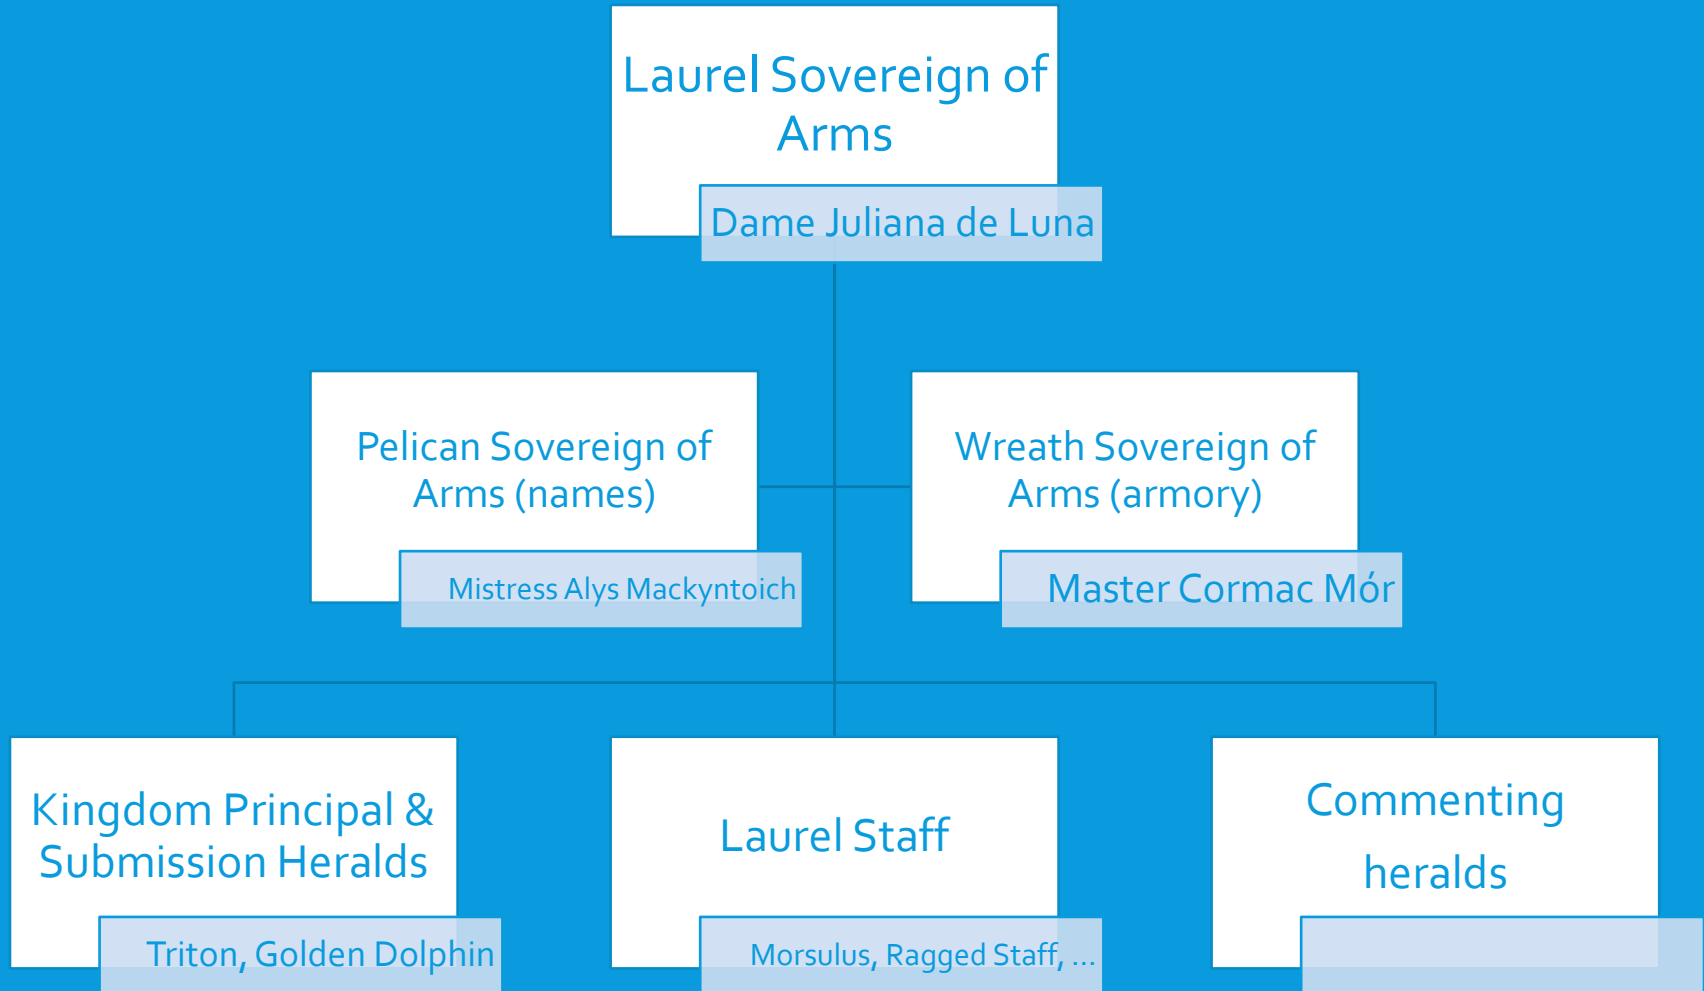 Laurel Sovereign of
Arms
Dame Juliana de Luna
Pelican Sovereign of
Arms (names)
Mistress Alys Mackyntoich
Wreath Sovereign of
Arms (armory)
Master Cormac Mór
Kingdom Principal &
Submission Heralds
Triton, Golden Dolphin
Laurel Staff
Morsulus, Ragged Staff, ...
Commenting
heralds